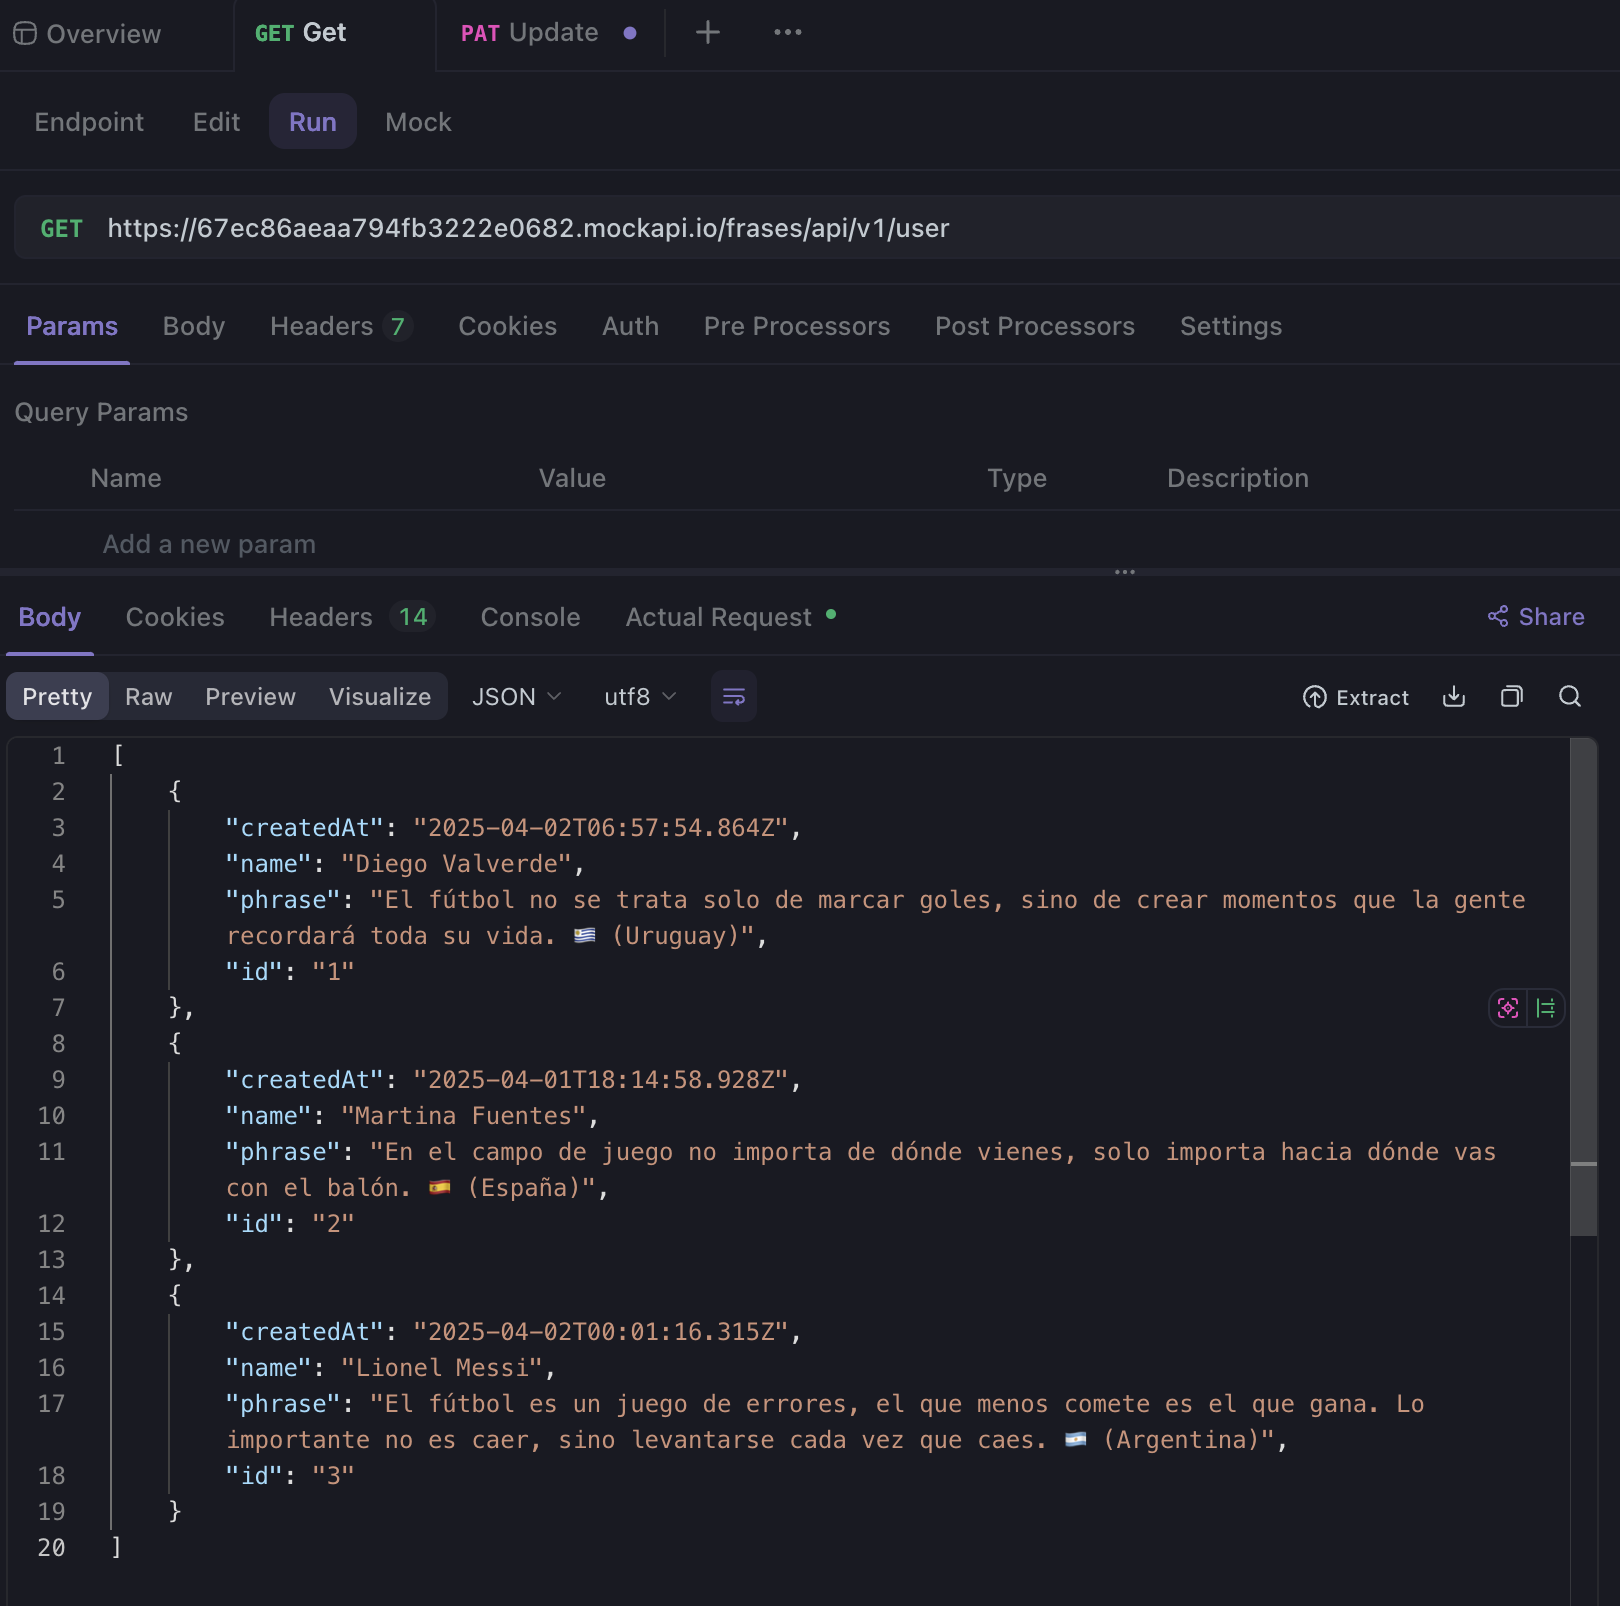 Overview
GET Get
PAT Update
Endpoint Edit Run Mock
GET https://67ec86aeaa794fb3222e0682.mockapi.io/frases/api/v1/user
Params Body Headers 7 Cookies Auth Pre Processors Post Processors Settings
Query Params
Name Value Type Description
Add a new param
Body Cookies Headers 14 Console Actual Request Share
Pretty Raw Preview Visualize JSON utf8 Extract
1 [
2 {
3 "createdAt": "2025-04-02T06:57:54.864Z",
4 "name": "Diego Valverde",
5 "phrase": "El fútbol no se trata solo de marcar goles, sino de crear momentos que la gente
recordará toda su vida. 🇺🇾 (Uruguay)",
6 "id": "1"
7 },
8 {
9 "createdAt": "2025-04-01T18:14:58.928Z",
10 "name": "Martina Fuentes",
11 "phrase": "En el campo de juego no importa de dónde vienes, solo importa hacia dónde vas
con el balón. 🇪🇸 (España)",
12 "id": "2"
13 },
14 {
15 "createdAt": "2025-04-02T00:01:16.315Z",
16 "name": "Lionel Messi",
17 "phrase": "El fútbol es un juego de errores, el que menos comete es el que gana. Lo
importante no es caer, sino levantarse cada vez que caes. 🇦🇷 (Argentina)",
18 "id": "3"
19 }
20 ]